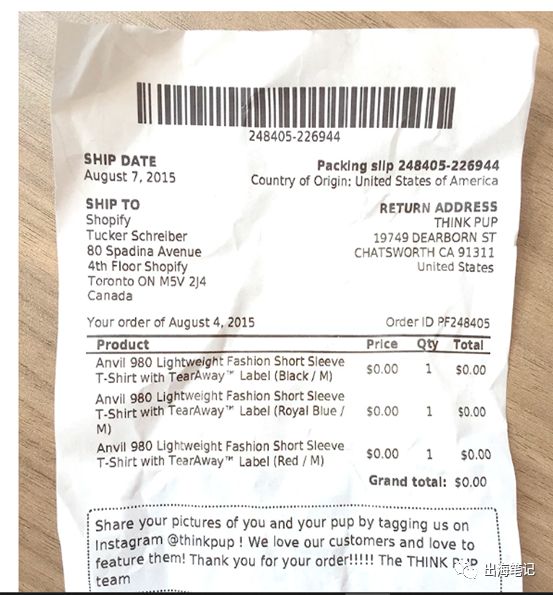 248405-226944
SHIP DATE
August 7, 2015
Packing slip 248405-226944
Country of Origin: United States of America
SHIP TO
Shopify
Tucker Schreiber
80 Spadina Avenue
4th Floor Shopify
Toronto ON M5V 2J4
Canada
RETURN ADDRESS
THINK PUP
19749 DEARBORN ST
CHATSWORTH CA 91311
United States
Your order of August 4, 2015 Order ID PF248405
Product Price Qty Total
Anvil 980 Lightweight Fashion Short Sleeve
T-Shirt with TearAway™ Label (Black / M) $0.00 1 $0.00
Anvil 980 Lightweight Fashion Short Sleeve
T-Shirt with TearAway™ Label (Royal Blue / $0.00 1 $0.00
M)
Anvil 980 Lightweight Fashion Short Sleeve
T-Shirt with TearAway™ Label (Red / M) $0.00 1 $0.00
Grand total: $0.00
Share your pictures of you and your pup by tagging us on
Instagram @thinkpup ! We love our customers and love to
feature them! Thank you for your order!!!!! The THINK PUP
team
出海笔记